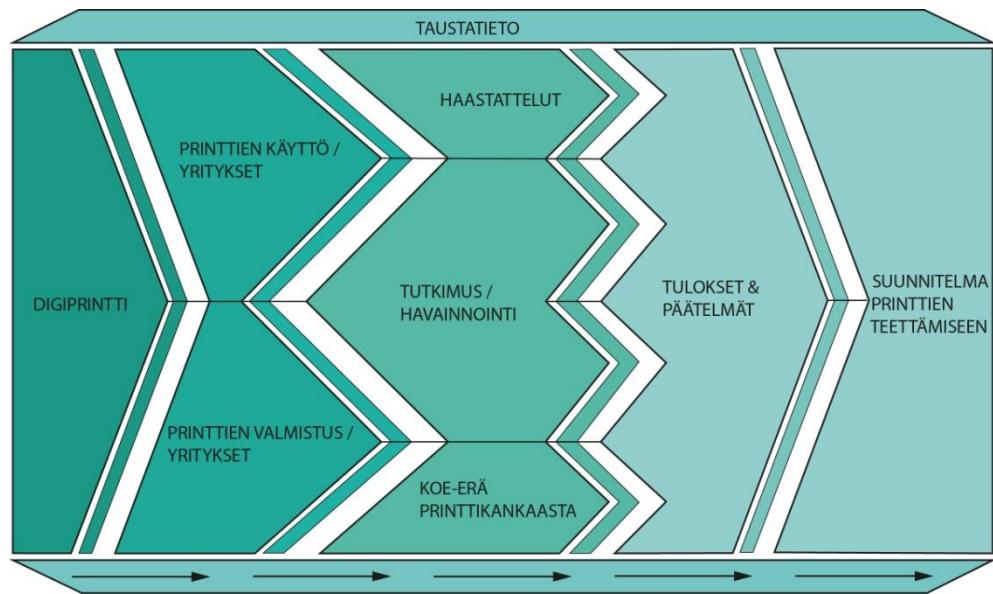 TAUSTATIETO
DIGIPRINTTI
PRINTTIEN KÄYTTÖ /
YRITYKSET
PRINTTIEN VALMISTUS /
YRITYKSET
HAASTATTELUT
TUTKIMUS /
HAVAINNOINTI
KOE-ERÄ
PRINTTIKANKAASTA
TULOKSET &
PÄÄTELMÄT
SUUNNITELMA
PRINTTIEN
TEETTÄMISEEN